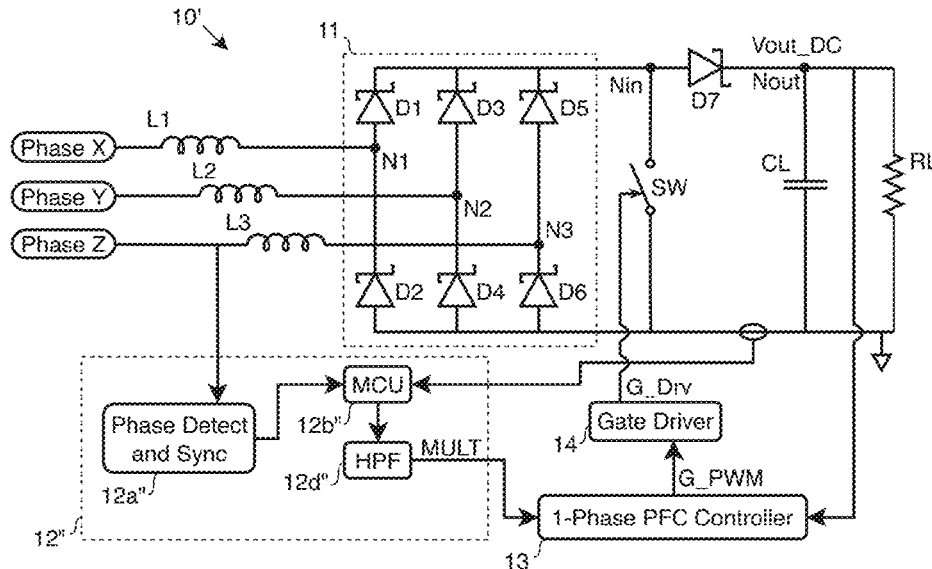 10'
11
Vout_DC
Nin
D7
Nout
D1
D3
D5
L1
Phase X
N1
CL
RL
SW
L2
Phase Y
N2
L3
Phase Z
N3
D2
D4
D6
G_Drv
MCU
Phase Detect
and Sync
12b"
14
Gate Driver
HPF
MULT
12a"
12d"
G_PWM
1-Phase PFC Controller
12"
13